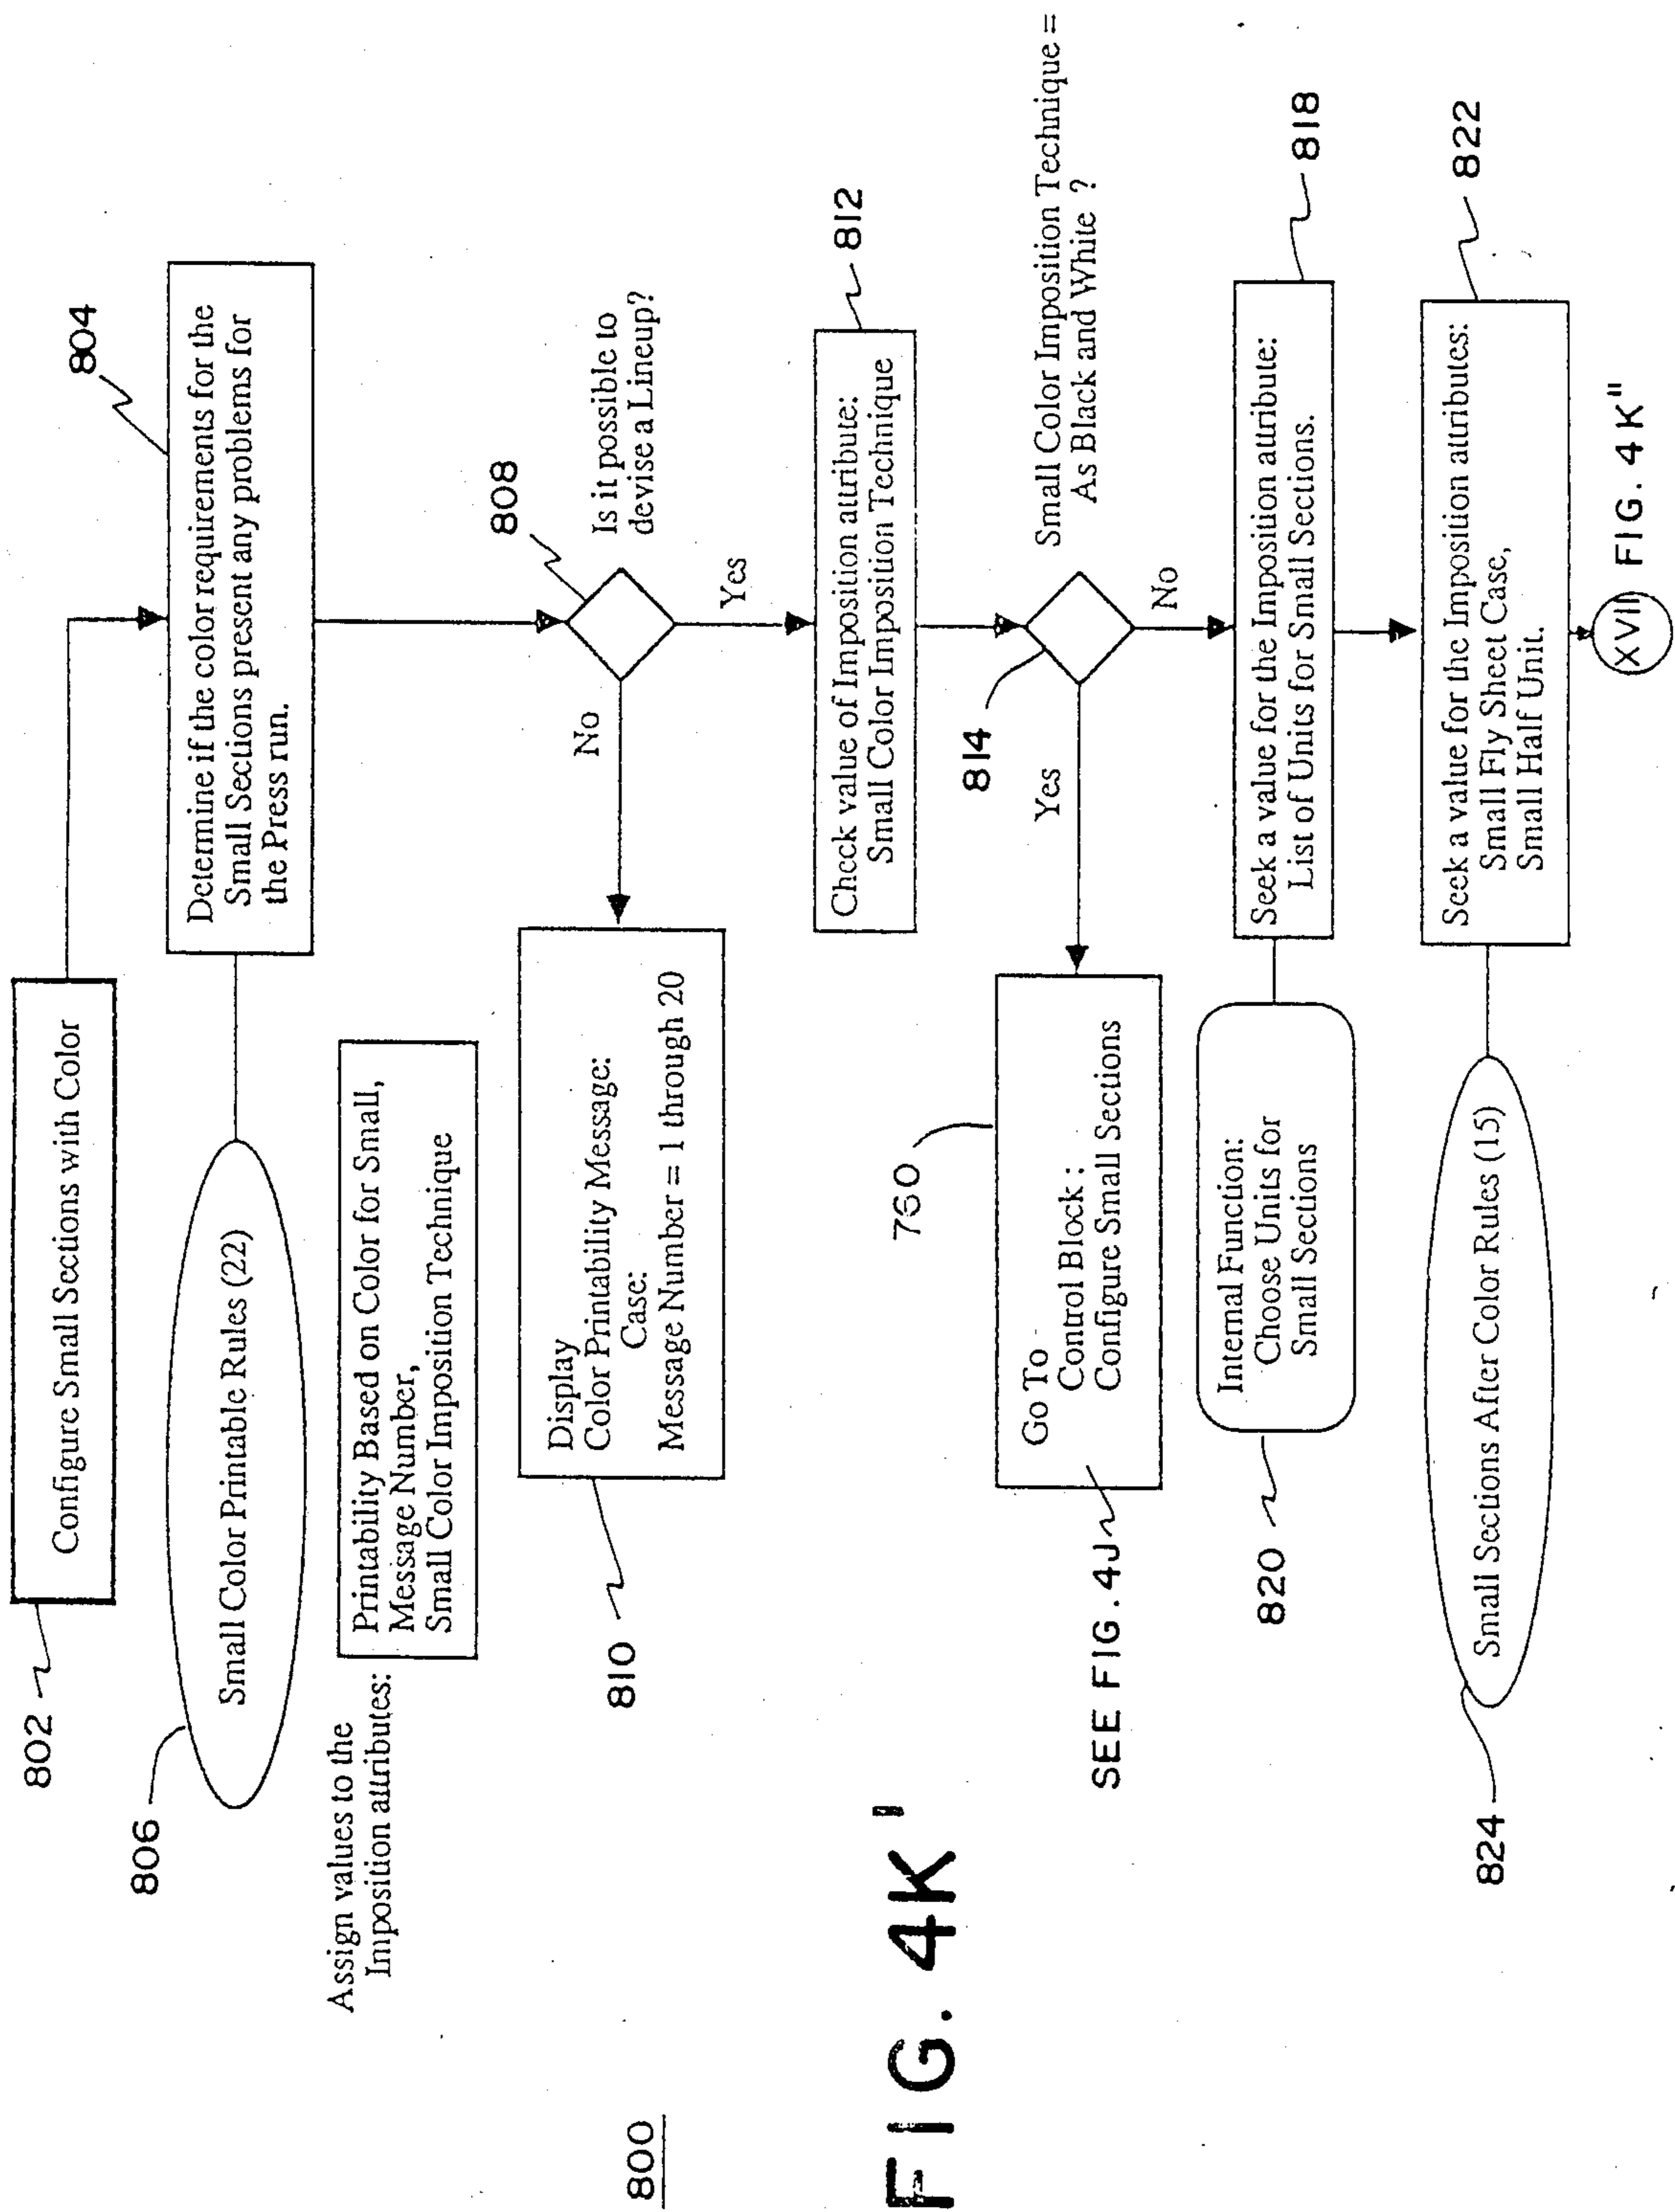 802
Configure Small Sections with Color
804
806
Small Color Printable Rules (22)
Determine if the color requirements for the
Small Sections present any problems for
the Press run.
Assign values to the
Imposition attributes:
Printability Based on Color for Small,
Message Number,
Small Color Imposition Technique
808
Is it possible to
devise a Lineup?
No
Yes
810
Display
Color Printability Message:
Case:
Message Number = 1 through 20
800
812
Check value of Imposition attribute:
Small Color Imposition Technique
FIG. 4K'
814
Small Color Imposition Technique =
As Black and White ?
Yes
No
760
Go To
Control Block :
Configure Small Sections
SEE FIG. 4J
820
Internal Function:
Choose Units for
Small Sections
Seek a value for the Imposition attribute:
List of Units for Small Sections.
818
824
Small Sections After Color Rules (15)
Seek a value for the Imposition attributes:
Small Fly Sheet Case,
Small Half Unit.
822
XVII FIG. 4K"